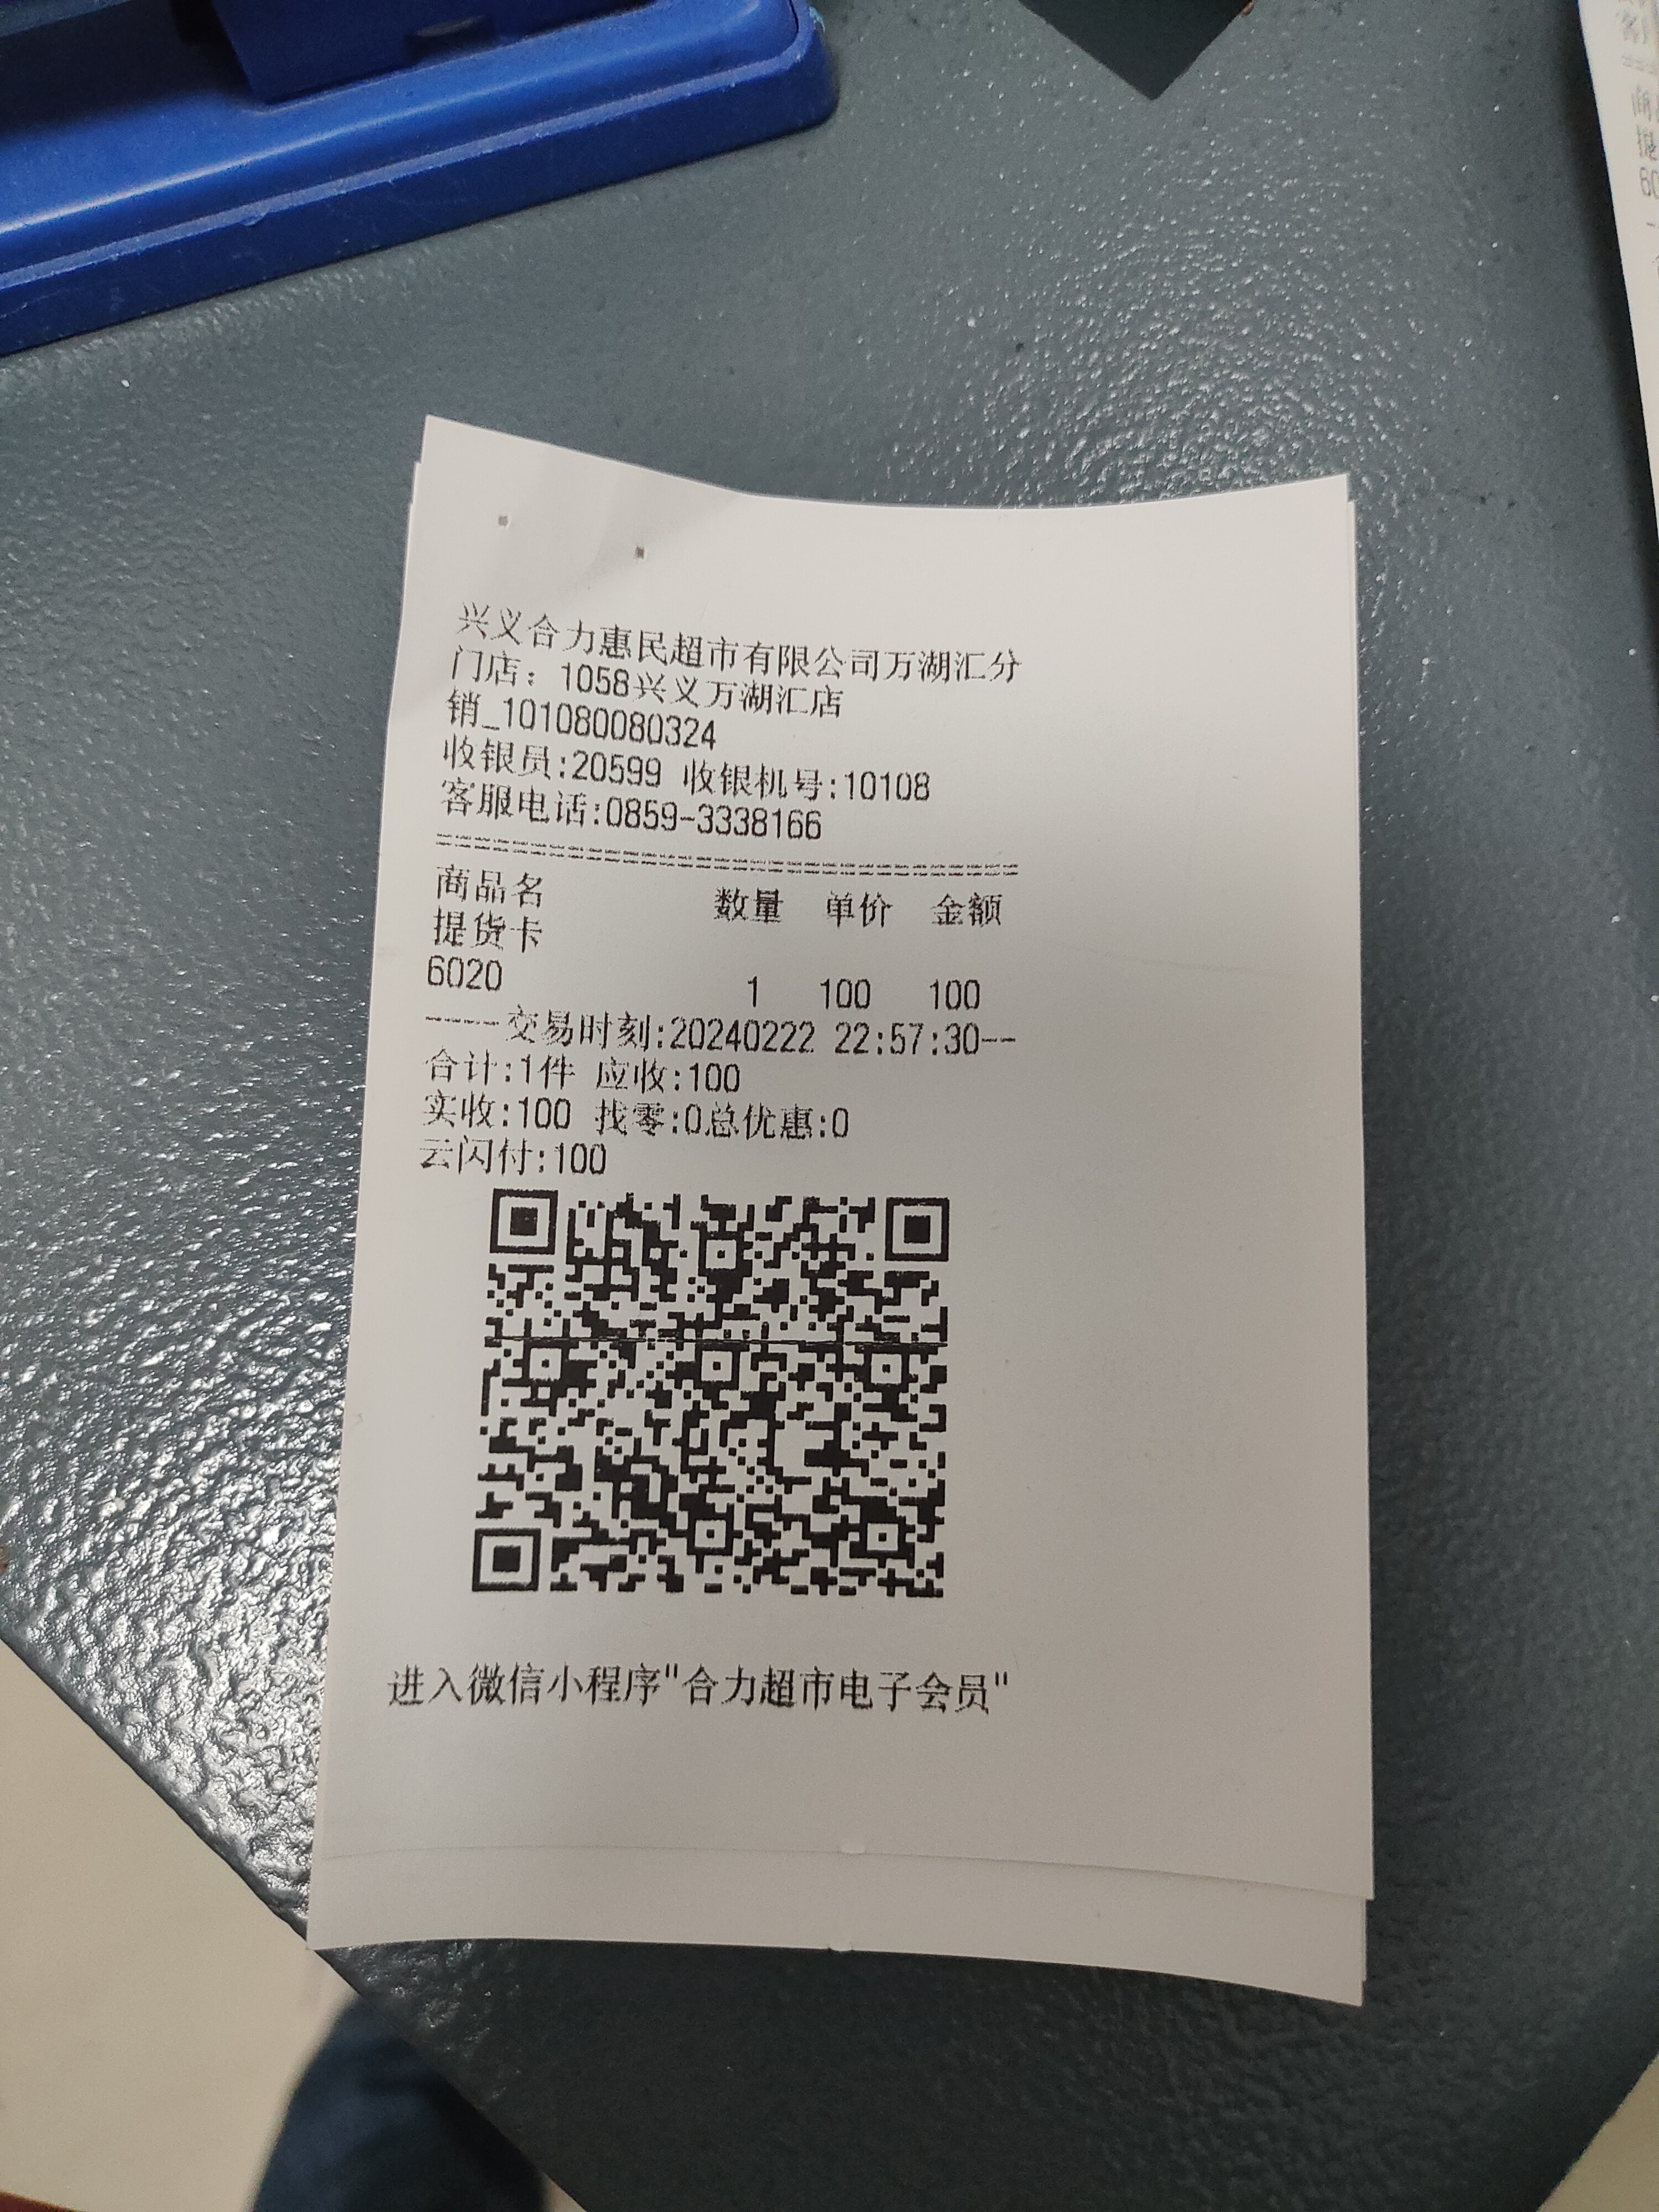 兴义合力惠民超市有限公司万湖汇分
门店：1058兴义万湖汇店
销_101080080324
收银员:20599 收银机号:10108
客服电话:0859-3338166
================================
商品名 数量 单价 金额
提货卡
6020 1 100 100
----交易时刻:20240222 22:57:30--
合计:1件 应收:100
实收:100 找零:0总优惠:0
云闪付:100
进入微信小程序"合力超市电子会员"